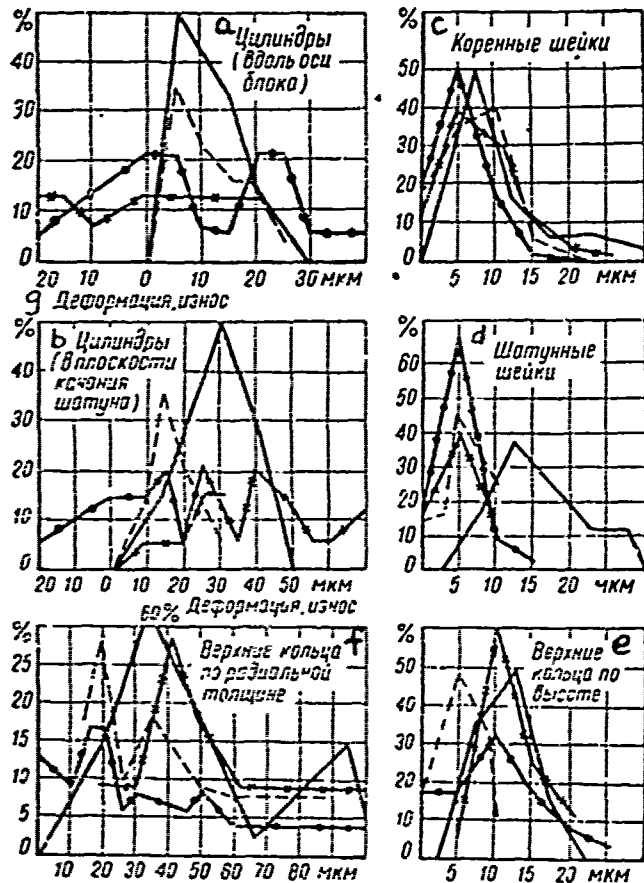 %
a
Цилиндры
(вдоль оси
блока)
40
30
20
10
0
20 10 0 10 20 30 мкм
g Деформация, износ
%
c
Коренные шейки
50
40
30
20
10
0
5 10 15 20 мкм
%
b Цилиндры
(в плоскости
качания
шатуна)
40
30
20
10
0
20 10 0 10 20 30 40 50 мкм
Деформация, износ
%
d
Шатунные
шейки
60
50
40
30
20
10
0
5 10 15 20 мкм
%
60%
f
Верхние кольца
по радиальной
толщине
25
20
15
10
5
0
10 20 30 40 50 60 70 80 мкм
%
e
Верхние
кольца по
высоте
50
40
30
20
10
0
5 10 15 20 мкм